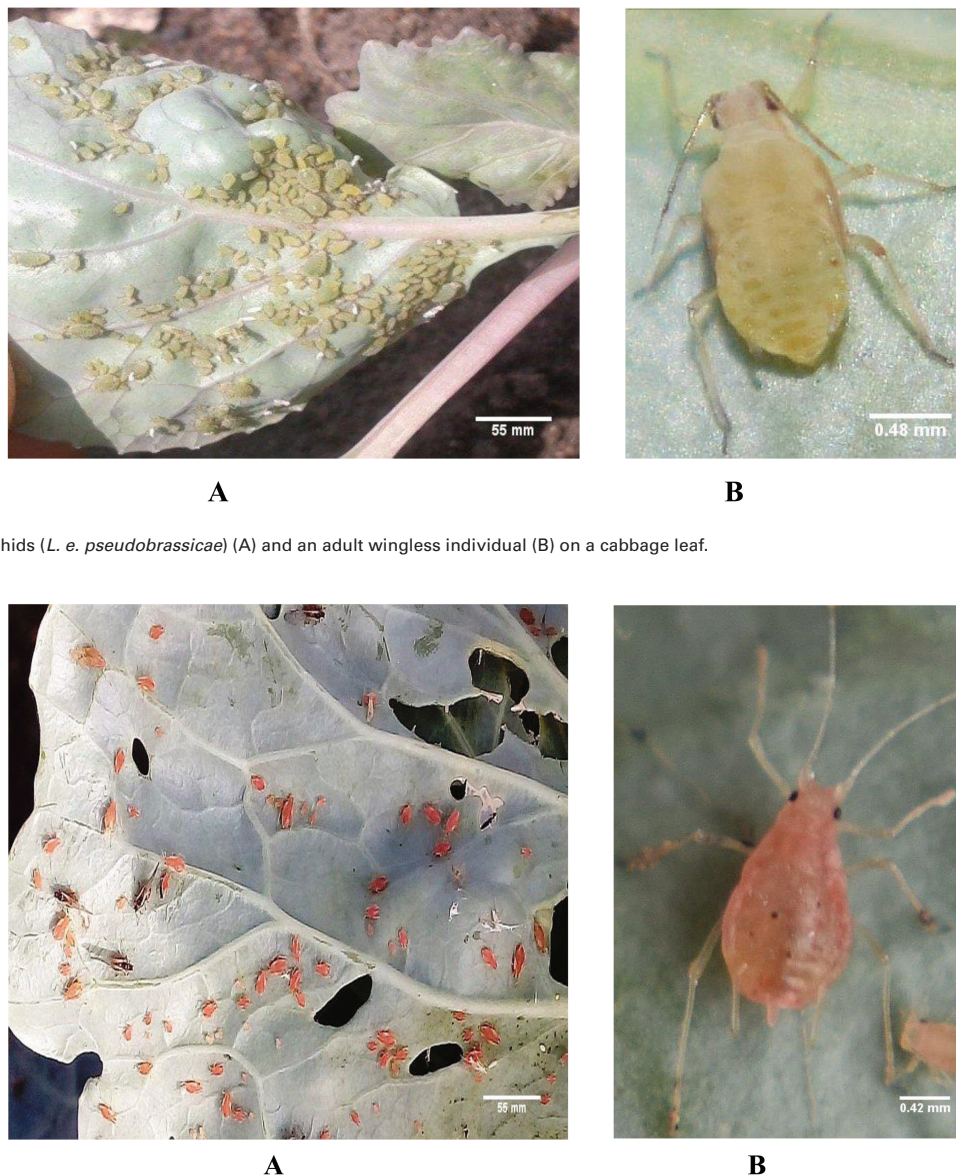 55 mm
0.48 mm
A
B
(L. e. pseudobrassicae) (A) and an adult wingless individual (B) on a cabbage leaf.
55 mm
0.42 mm
A
B